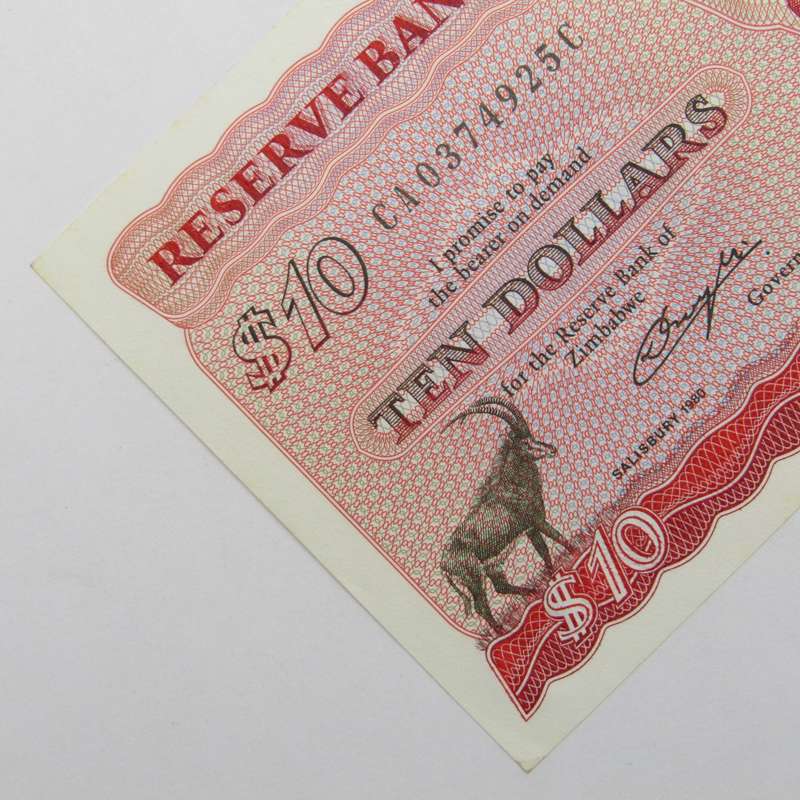 RESERVE BAN
CA0374925C
$10
I promise to pay
the bearer on demand
TEN DOLLARS
for the Reserve Bank of
Zimbabwe
Govern
SALISBURY 1980
$10